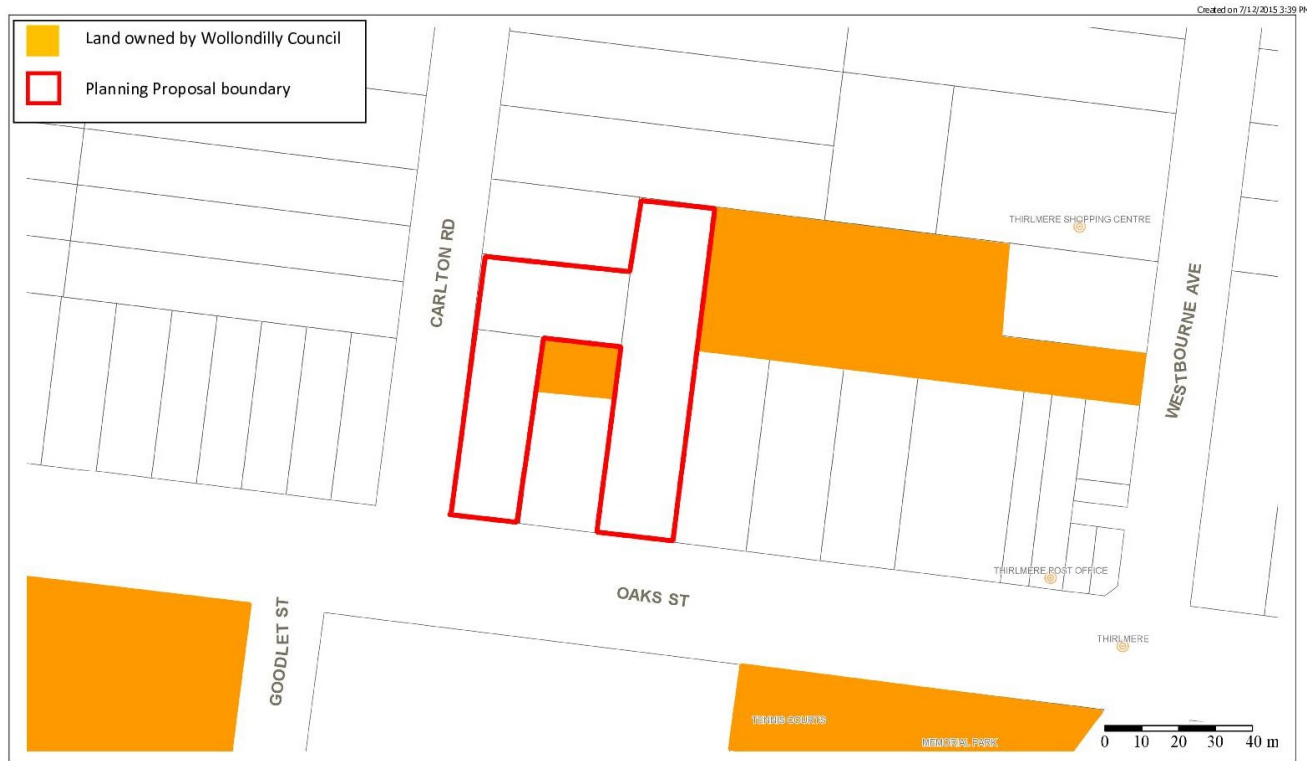 Created on 7/12/2015 3:39 PM
Land owned by Wollondilly Council
Planning Proposal boundary
THIRLMERE SHOPPING CENTRE
CARLTON RD
WESTBOURNE AVE
THIRLMERE POST OFFICE
OAKS ST
GOODLET ST
THIRLMERE
TENNIS COURTS
MEMORIAL PARK
0 10 20 30 40 m